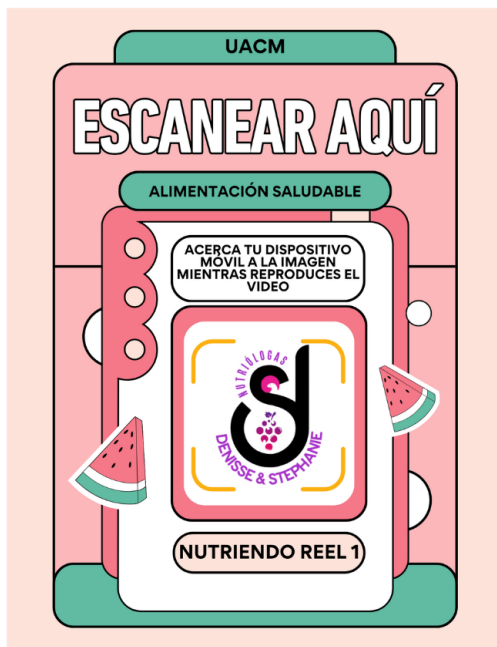 UACM
ESCANEAR AQUÍ
ALIMENTACIÓN SALUDABLE
ACERCA TU DISPOSITIVO
MÓVIL A LA IMAGEN
MIENTRAS REPRODUCES EL
VIDEO
NUTRIÓLOGAS
DENISSE & STEPHANIE
NUTRIENDO REEL 1